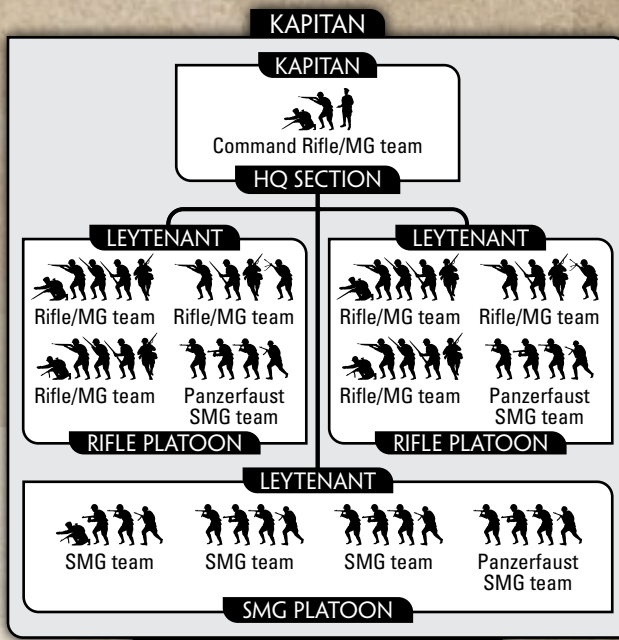 KAPITAN
KAPITAN
Command Rifle/MG team
HQ SECTION
LEYTENANT
Rifle/MG team Rifle/MG team
Rifle/MG team Panzerfaust
SMG team
RIFLE PLATOON
LEYTENANT
Rifle/MG team Rifle/MG team
Rifle/MG team Panzerfaust
SMG team
RIFLE PLATOON
LEYTENANT
SMG team SMG team SMG team Panzerfaust
SMG team
SMG PLATOON